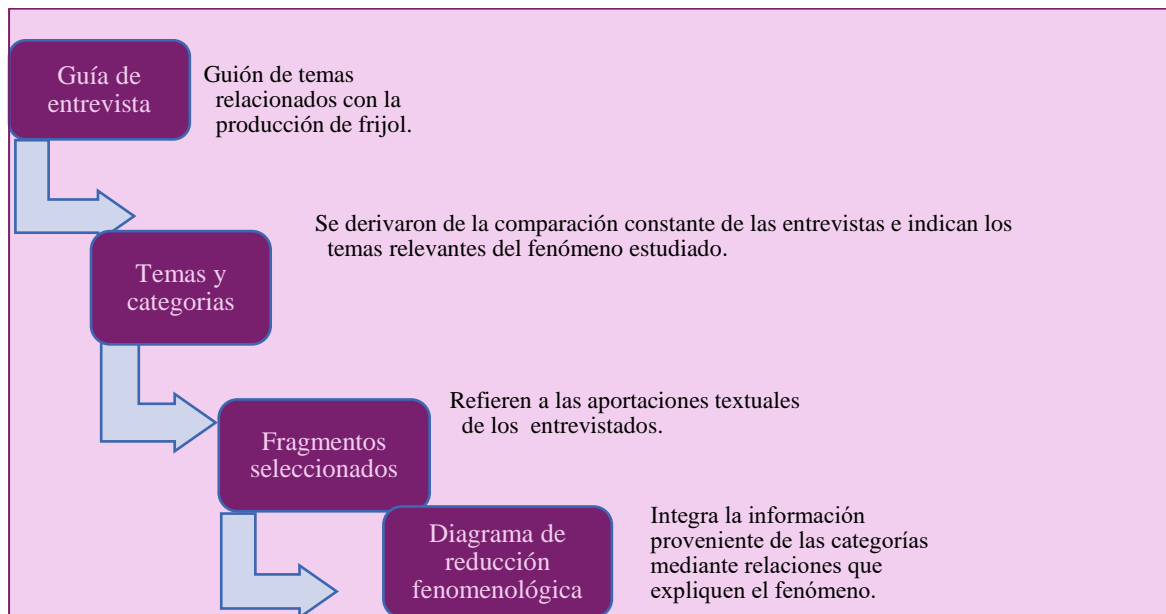 Guía de
entrevista
Guión de temas
relacionados con la
producción de frijol.
Se derivaron de la comparación constante de las entrevistas e indican los
temas relevantes del fenómeno estudiado.
Temas y
categorias
Refieren a las aportaciones textuales
de los entrevistados.
Fragmentos
seleccionados
Diagrama de
reducción
fenomenológica
Integra la información
proveniente de las categorías
mediante relaciones que
expliquen el fenómeno.